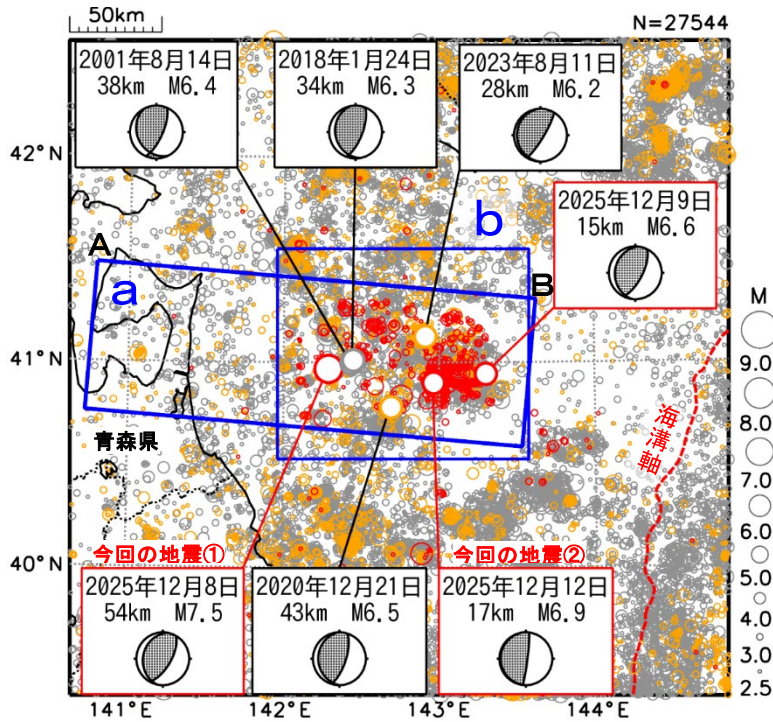 50km
N=27544
2001年8月14日
38km M6.4
2018年1月24日
34km M6.3
2023年8月11日
28km M6.2
42°N
2025年12月9日
15km M6.6
b
A
a
B
41°N
青森県
海溝軸
M
9.0
8.0
7.0
6.0
5.0
4.0
3.0
2.5
40°N
今回の地震①
今回の地震②
2025年12月8日
54km M7.5
2020年12月21日
43km M6.5
2025年12月12日
17km M6.9
141°E
142°E
143°E
144°E